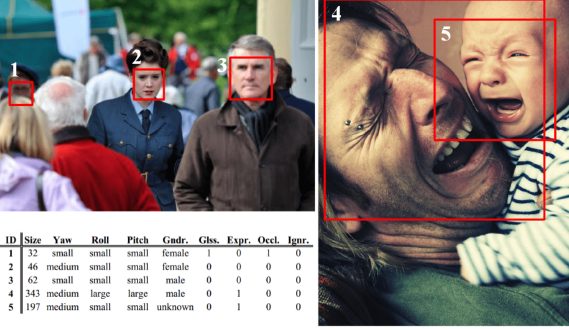 1
2
3
4
5
ID Size Yaw Roll Pitch Gndr. Glss. Expr. Occl. Ignr.
1 32 small small small female 1 0 1 0
2 46 medium small small female 0 0 0 0
3 62 small small small male 0 0 0 0
4 343 medium large large male 0 1 0 0
5 197 medium small small unknown 0 1 0 0